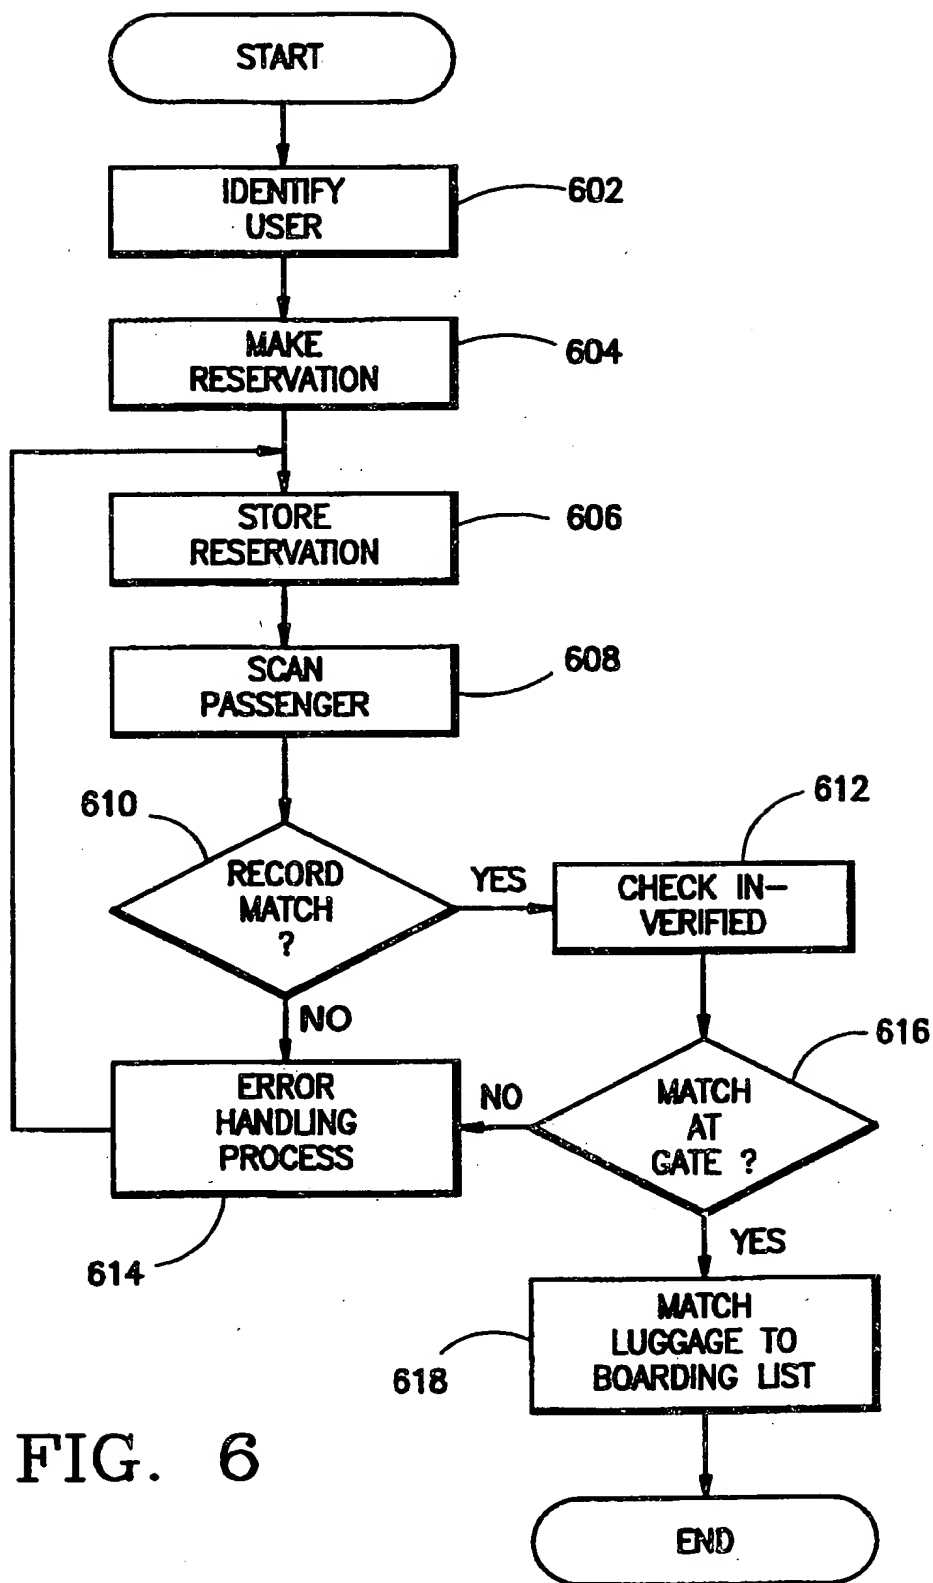 START
IDENTIFY
USER
602
MAKE
RESERVATION
604
STORE
RESERVATION
606
SCAN
PASSENGER
608
610
RECORD
MATCH
?
YES
612
CHECK IN-
VERIFIED
NO
616
MATCH
AT
GATE ?
NO
ERROR
HANDLING
PROCESS
614
YES
MATCH
LUGGAGE TO
BOARDING LIST
618
FIG. 6
END